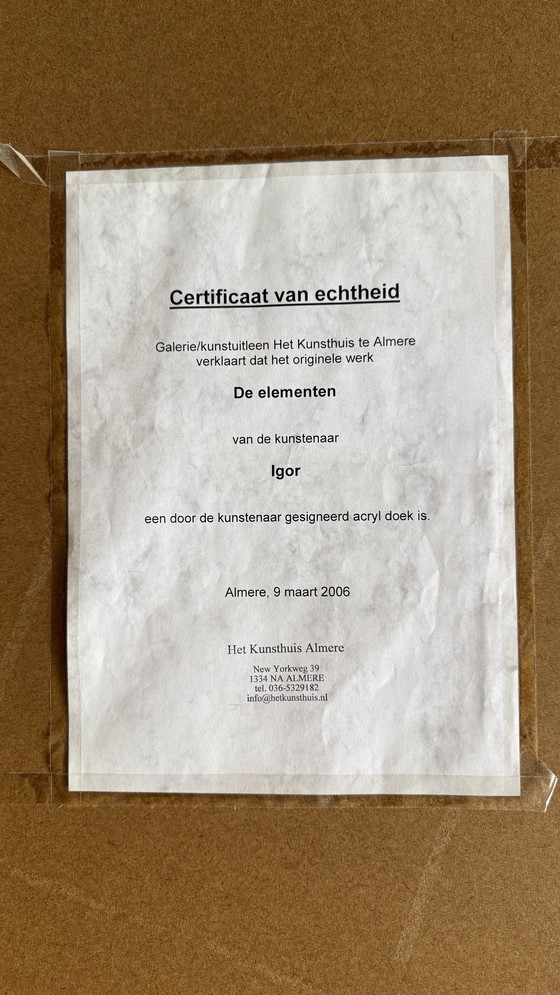 Certificaat van echtheid
Galerie/kunstuitleen Het Kunsthuis te Almere
verklaart dat het originele werk
De elementen
van de kunstenaar
Igor
een door de kunstenaar gesigneerd acryl doek is.
Almere, 9 maart 2006
Het Kunsthuis Almere
New Yorkweg 39
1334 NA ALMERE
tel. 036-5329182
info@hetkunsthuis.nl